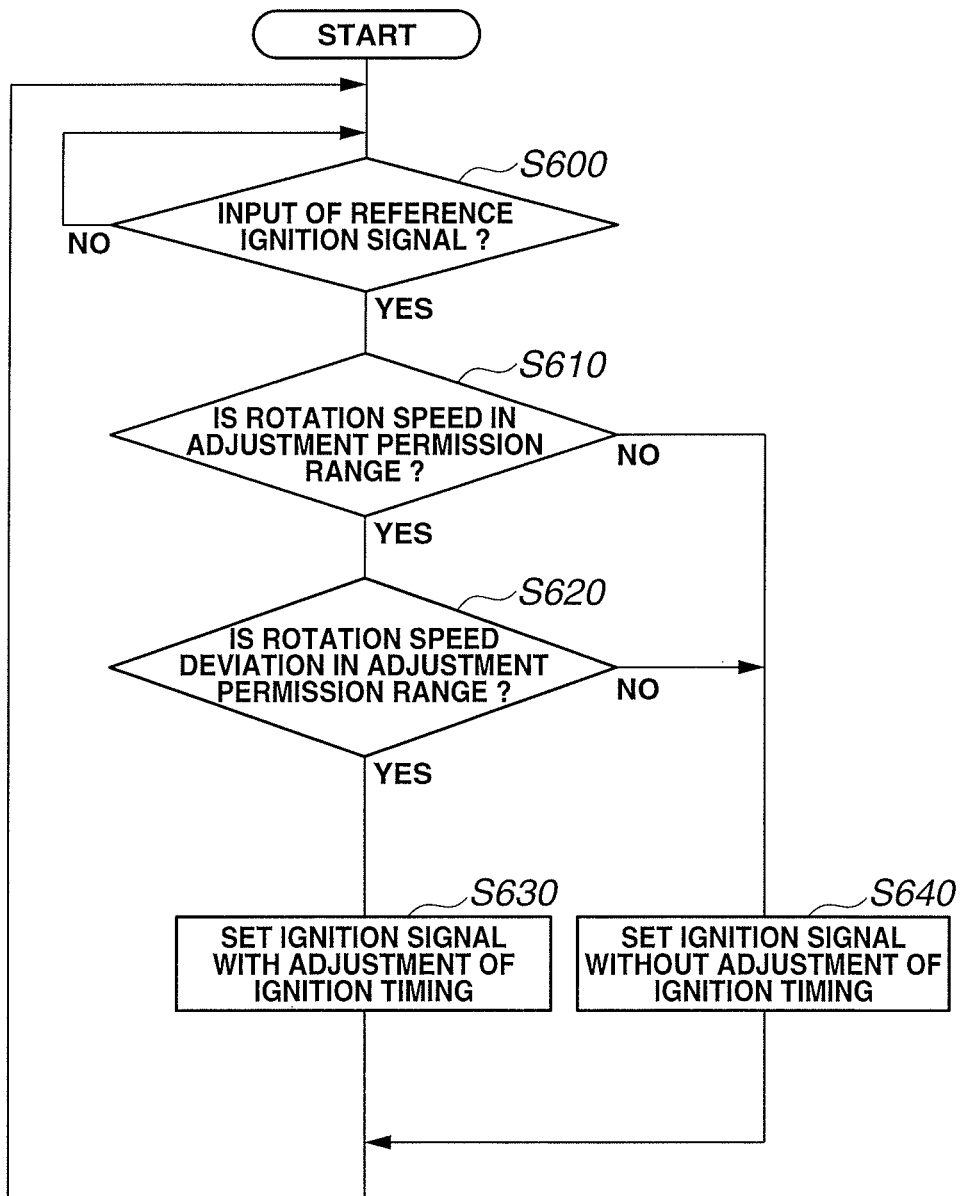 START
S600
INPUT OF REFERENCE
IGNITION SIGNAL ?
NO
YES
S610
IS ROTATION SPEED IN
ADJUSTMENT PERMISSION
RANGE ?
NO
YES
S620
IS ROTATION SPEED
DEVIATION IN ADJUSTMENT
PERMISSION RANGE ?
NO
YES
S630
SET IGNITION SIGNAL
WITH ADJUSTMENT OF
IGNITION TIMING
S640
SET IGNITION SIGNAL
WITHOUT ADJUSTMENT OF
IGNITION TIMING